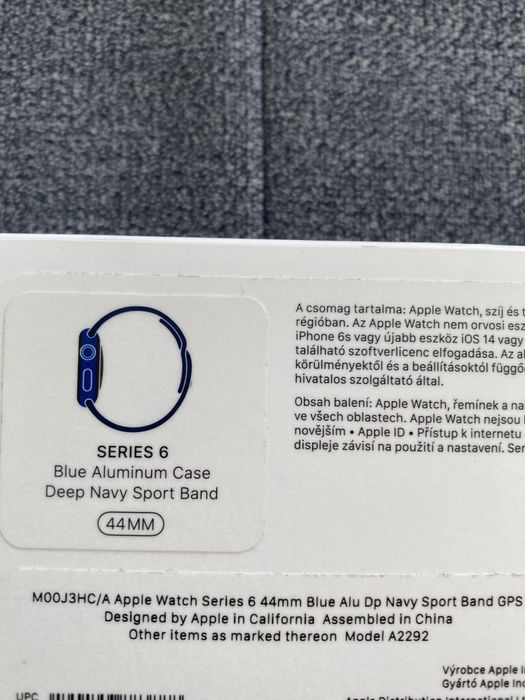 SERIES 6
Blue Aluminum Case
Deep Navy Sport Band
44MM
A csomag tartalma: Apple Watch, szíj és
régióban. Az Apple Watch nem orvosi
iPhone 6s vagy újabb eszköz iOS 14 vagy
található szoftverlicenc elfogadása. Az
körülményektől és a beállításoktól
hivatalos szolgáltató által.
Obsah balení: Apple Watch, řemínek a
ve všech oblastech. Apple Watch nejsou
novějším • Apple ID • Přístup k internetu
displeje závisí na použití a nastavení.
M00J3HC/A Apple Watch Series 6 44mm Blue Alu Dp Navy Sport Band GPS
Designed by Apple in California Assembled in China
Other items as marked thereon Model A2292
Výrobce Apple
Gyártó Apple
UPC
Apple Distribution International